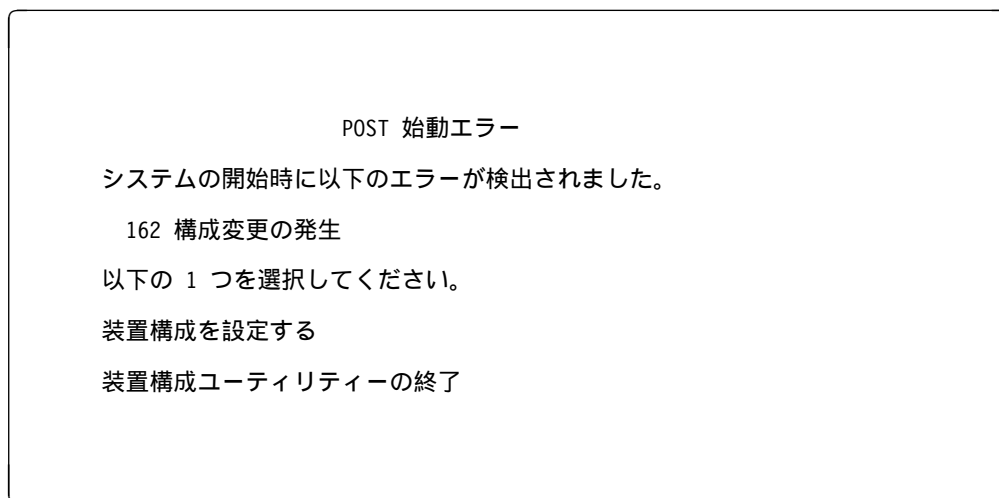 POST 始動エラー
システムの開始時に以下のエラーが検出されました。
162 構成変更の発生
以下の 1 つを選択してください。
装置構成を設定する
装置構成ユーティリティーの終了